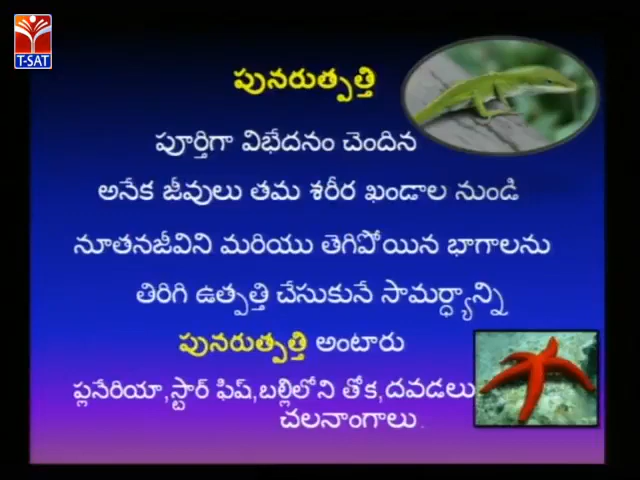 T-SAT
పునరుత్పత్తి
పూర్తిగా విభేదనం చెందిన
అనేక జీవులు తమ శరీర ఖండాల నుండి
నూతనజీవిని మరియు తెగిపోయిన భాగాలను
తిరిగి ఉత్పత్తి చేసుకునే సామర్ధ్యాన్ని
పునరుత్పత్తి అంటారు
ప్లనేరియా,స్టార్ ఫిష్,బల్లిలోని తోక,దవడలు
చలనాంగాలు.